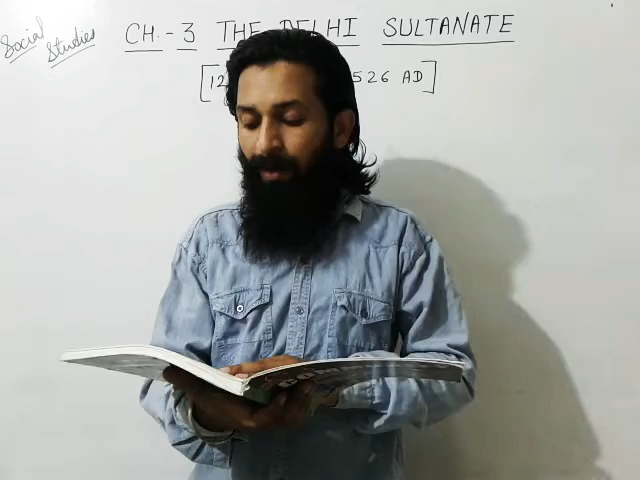 Social Studies
CH.-3 THE DELHI SULTANATE
[12 526 AD]